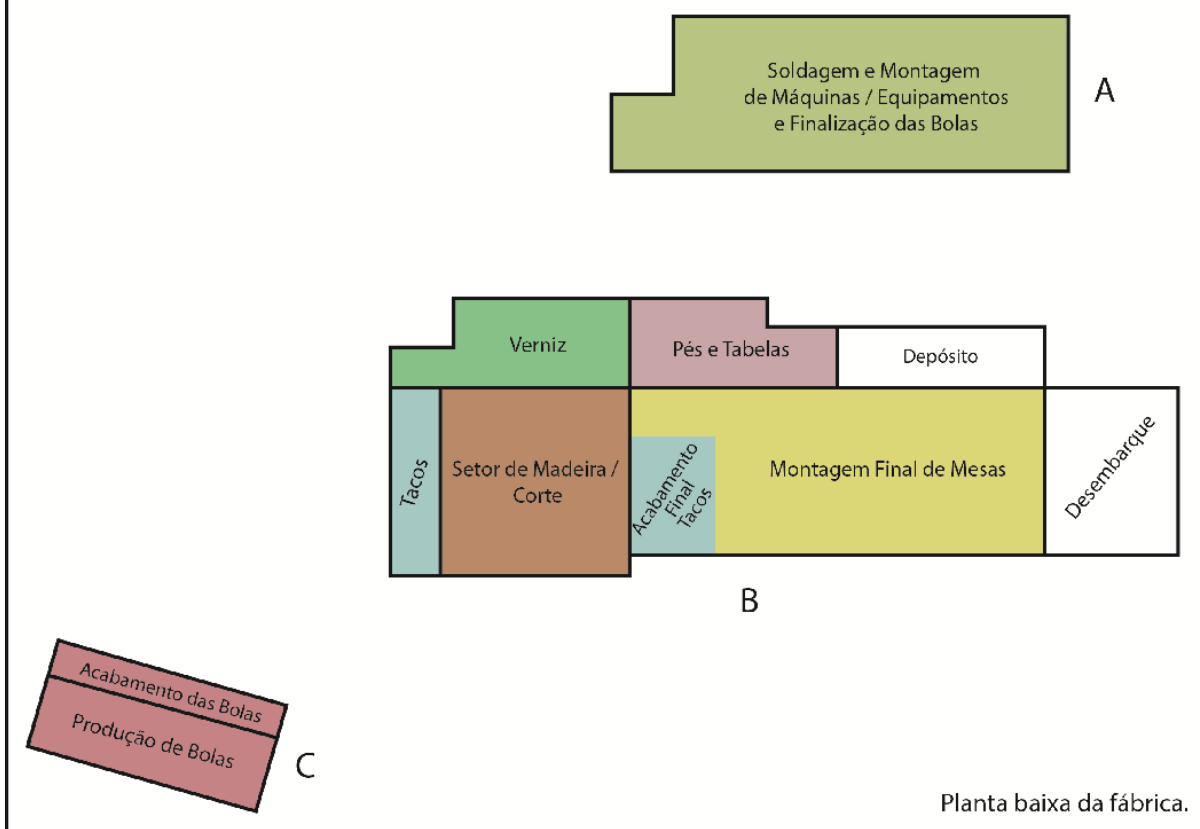 Soldagem e Montagem
de Máquinas / Equipamentos
e Finalização das Bolas
A
Verniz
Pés e Tabelas
Depósito
Tacos
Setor de Madeira /
Corte
Acabamento
Final
Tacos
Montagem Final de Mesas
Desembarque
B
Acabamento das Bolas
Produção de Bolas
C
Planta baixa da fábrica.